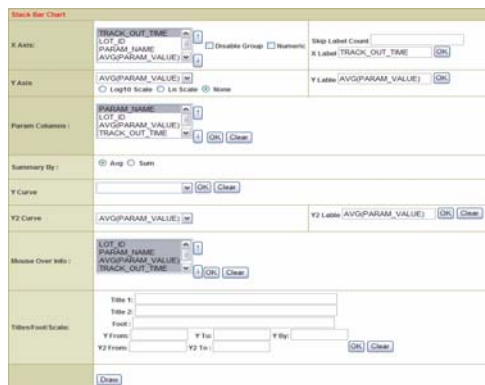 Stack Bar Chart
X Axis:
TRACK_OUT_TIME
LOT_ID
PARAM_NAME
AVG(PARAM_VALUE)
Disable Group
Numeric
Skip Label Count
X Label TRACK_OUT_TIME OK
Y Axis
AVG(PARAM_VALUE)
Log10 Scale Ln Scale None
Y Lable AVG(PARAM_VALUE) OK
Param Columns :
PARAM_NAME
LOT_ID
AVG(PARAM_VALUE)
TRACK_OUT_TIME
OK Clear
Summary By :
Avg Sum
Y Curve
OK Clear
Y2 Curve
AVG(PARAM_VALUE)
Y2 Lable AVG(PARAM_VALUE) OK Clear
Mouse Over Info :
LOT_ID
PARAM_NAME
AVG(PARAM_VALUE)
TRACK_OUT_TIME
OK Clear
Titles/Foot/Scale:
Title 1:
Title 2:
Foot :
Y From: Y To: Y By:
Y2 From: Y2 To :
OK Clear
Draw